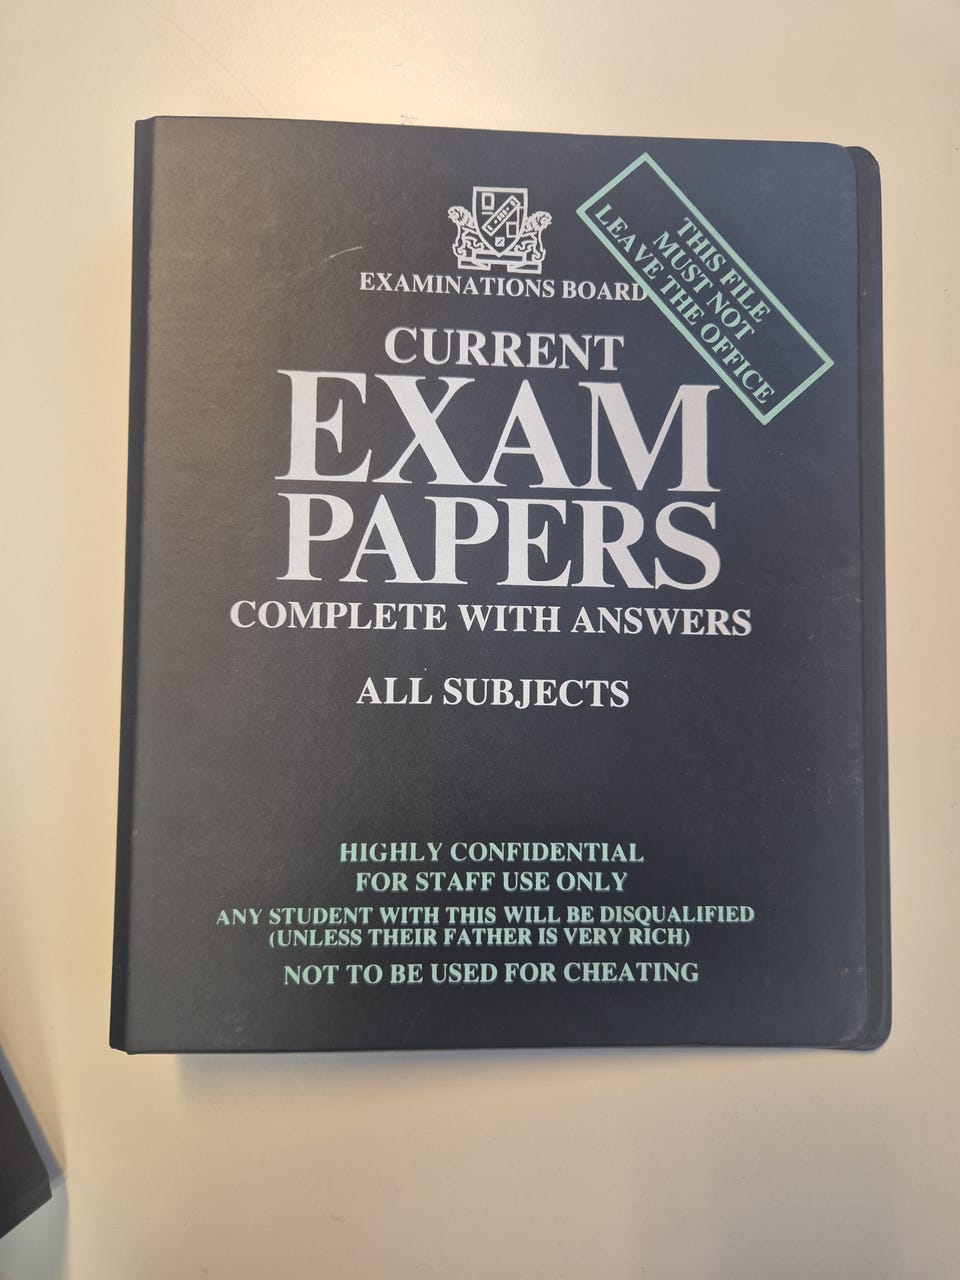 EXAMINATIONS BOARD
THIS FILE
MUST NOT
LEAVE THE OFFICE
CURRENT
EXAM
PAPERS
COMPLETE WITH ANSWERS
ALL SUBJECTS
HIGHLY CONFIDENTIAL
FOR STAFF USE ONLY
ANY STUDENT WITH THIS WILL BE DISQUALIFIED
(UNLESS THEIR FATHER IS VERY RICH)
NOT TO BE USED FOR CHEATING